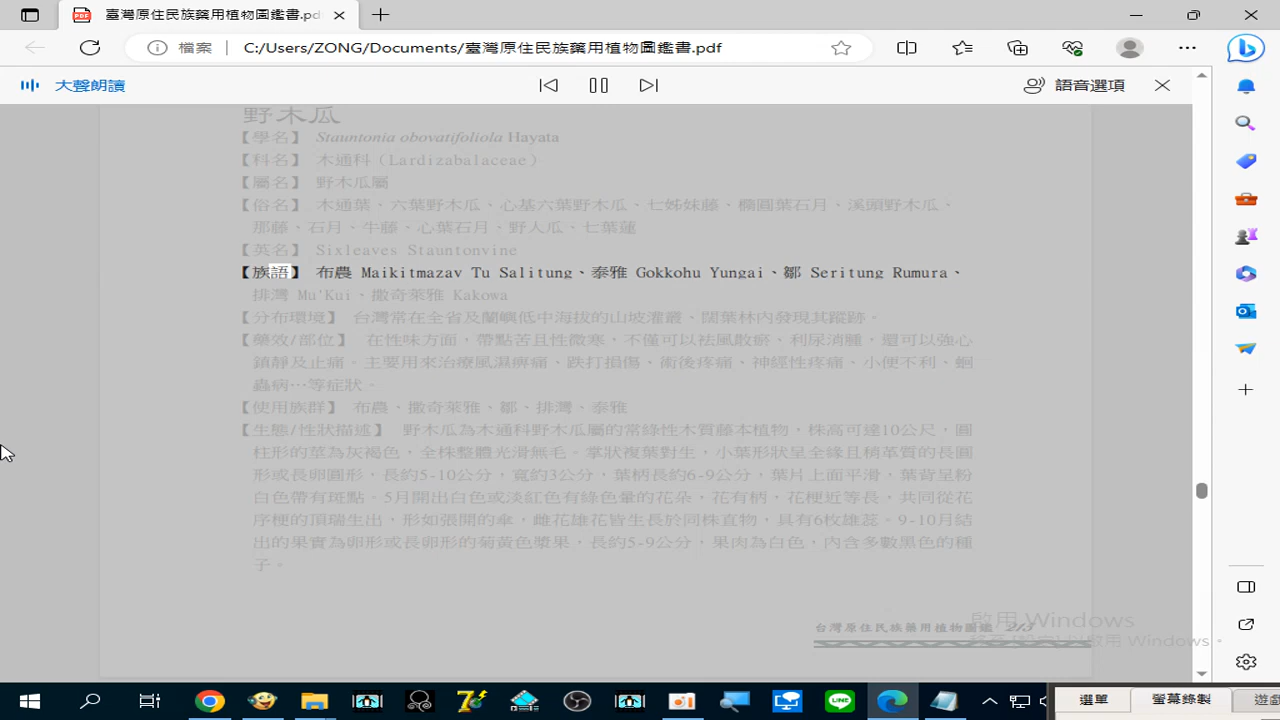 臺灣原住民族藥用植物圖鑑書.pd
檔案 C:/Users/ZONG/Documents/臺灣原住民族藥用植物圖鑑書.pdf
大聲朗讀
語音選項
野木瓜
【學名】 Stauntonia obovatifoliola Hayata
【科名】 木通科（Lardizabalaceae）
【屬名】 野木瓜屬
【俗名】 木通葉、六葉野木瓜、心基六葉野木瓜、七姊妹藤、橢圓葉石月、溪頭野木瓜、
那藤、石月、牛藤、心葉石月、野人瓜、七葉蓮
【英名】 Sixleaves Stauntonvine
【族語】 布農 Maikitmazav Tu Salitung、泰雅 Gokkohu Yungai、鄒 Seritung Rumura、
排灣 Mu'Kui、撒奇萊雅 Kakowa
【分布環境】 台灣常在全省及蘭嶼低中海拔的山坡灌叢、闊葉林內發現其蹤跡。
【藥效/部位】 在性味方面，帶點苦且性微寒，不僅可以祛風散瘀、利尿消腫，還可以強心
鎮靜及止痛。主要用來治療風濕痹痛、跌打損傷、術後疼痛、神經性疼痛、小便不利、蛔
蟲病…等症狀。
【使用族群】 布農、撒奇萊雅、鄒、排灣、泰雅
【生態/性狀描述】 野木瓜為木通科野木瓜屬的常綠性木質藤本植物，株高可達10公尺，圓
柱形的莖為灰褐色，全株整體光滑無毛。掌狀複葉對生，小葉形狀呈全緣且稍革質的長圓
形或長卵圓形，長約5-10公分，寬約3公分，葉柄長約6-9公分，葉片上面平滑，葉背呈粉
白色帶有斑點。5月開出白色或淡紅色有綠色暈的花朵，花有柄，花梗近等長，共同從花
序梗的頂瑞生出，形如張開的傘，雌花雄花皆生長於同株直物，具有6枚雄蕊。9-10月結
出的果實為卵形或長卵形的菊黃色漿果，長約5-9公分，果肉為白色，內含多數黑色的種
子。
台灣原住民族藥用植物圖鑑
啟用 Windows
移至 [設定] 以啟用 Windows。
選單 螢幕錄製 遊戲